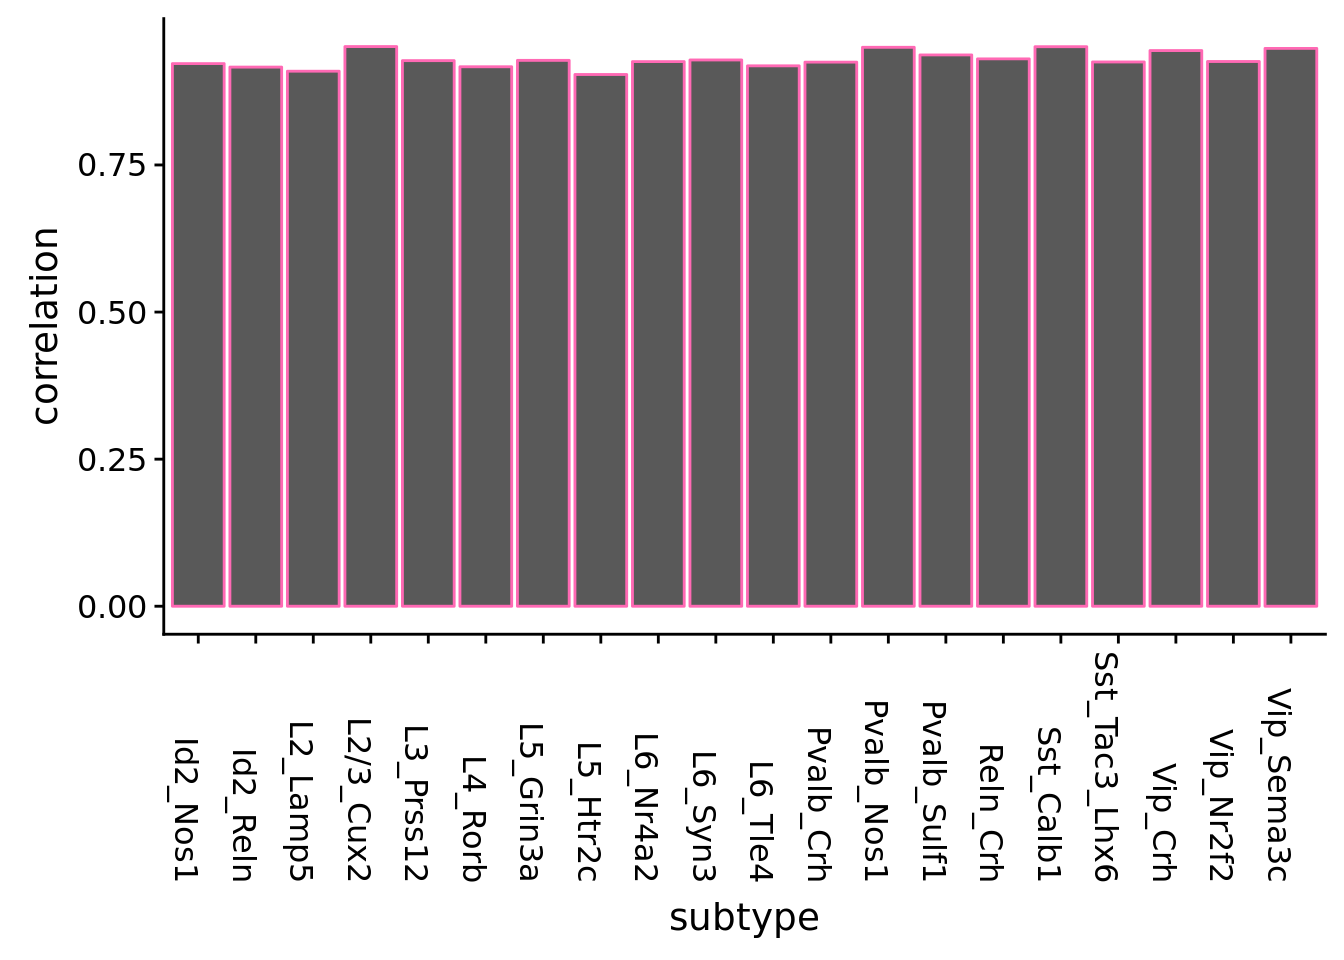 0.75
0.50
0.25
0.00
correlation
Id2_Nos1
Id2_Reln
L2_Lamp5
L2/3_Cux2
L3_Prss12
L4_Rorb
L5_Grin3a
L5_Htr2c
L6_Nr4a2
L6_Syn3
L6_Tle4
Pvalb_Crh
Pvalb_Nos1
Pvalb_Sulf1
Reln_Crh
Sst_Calb1
Sst_Tac3_Lhx6
Vip_Crh
Vip_Nr2f2
Vip_Sema3c
subtype